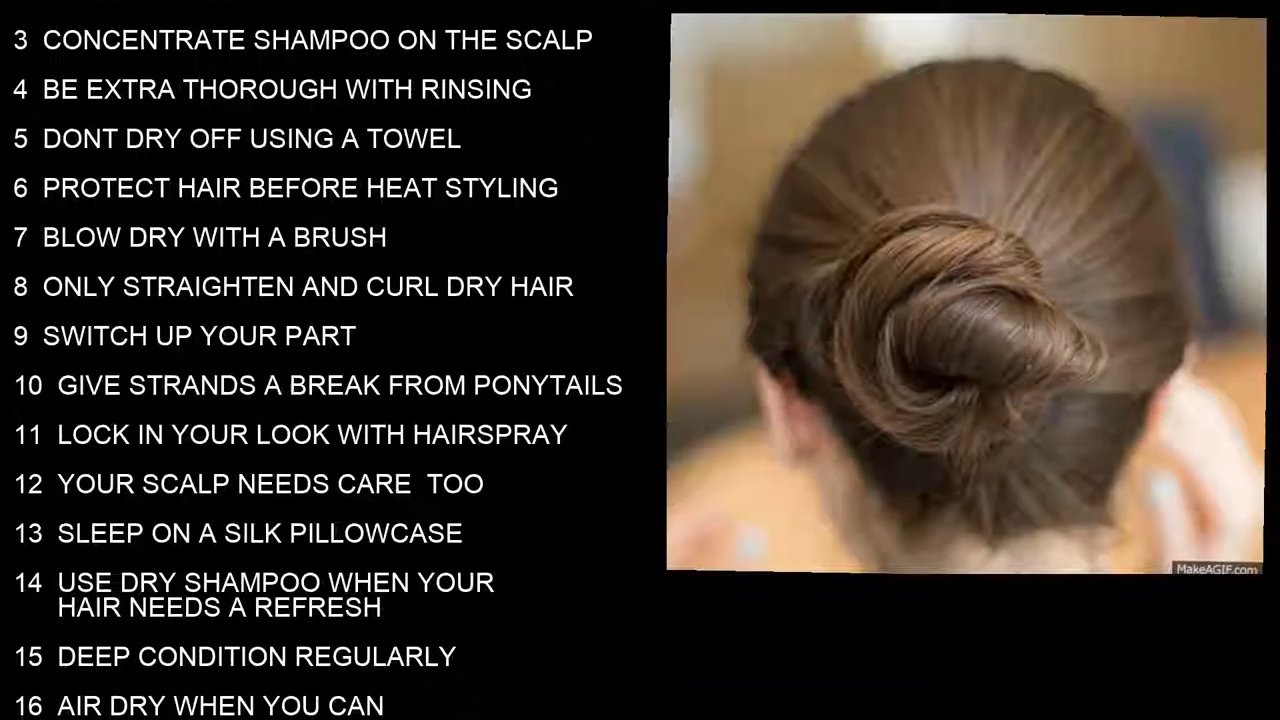 3 CONCENTRATE SHAMPOO ON THE SCALP
4 BE EXTRA THOROUGH WITH RINSING
5 DONT DRY OFF USING A TOWEL
6 PROTECT HAIR BEFORE HEAT STYLING
7 BLOW DRY WITH A BRUSH
8 ONLY STRAIGHTEN AND CURL DRY HAIR
9 SWITCH UP YOUR PART
10 GIVE STRANDS A BREAK FROM PONYTAILS
11 LOCK IN YOUR LOOK WITH HAIRSPRAY
12 YOUR SCALP NEEDS CARE TOO
13 SLEEP ON A SILK PILLOWCASE
14 USE DRY SHAMPOO WHEN YOUR
HAIR NEEDS A REFRESH
15 DEEP CONDITION REGULARLY
16 AIR DRY WHEN YOU CAN
MakeAGIF.com